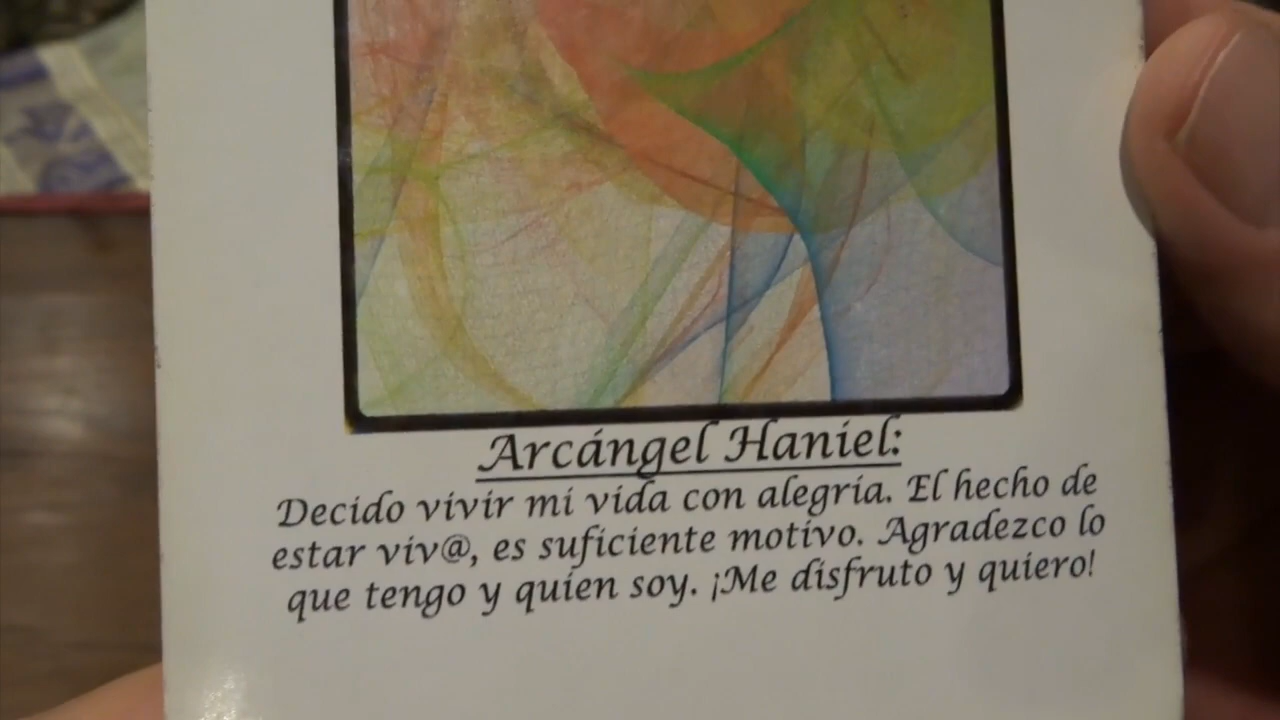 Arcángel Haniel:
Decido vivir mi vida con alegría. El hecho de
estar viv@, es suficiente motivo. Agradezco lo
que tengo y quien soy. ¡Me disfruto y quiero!